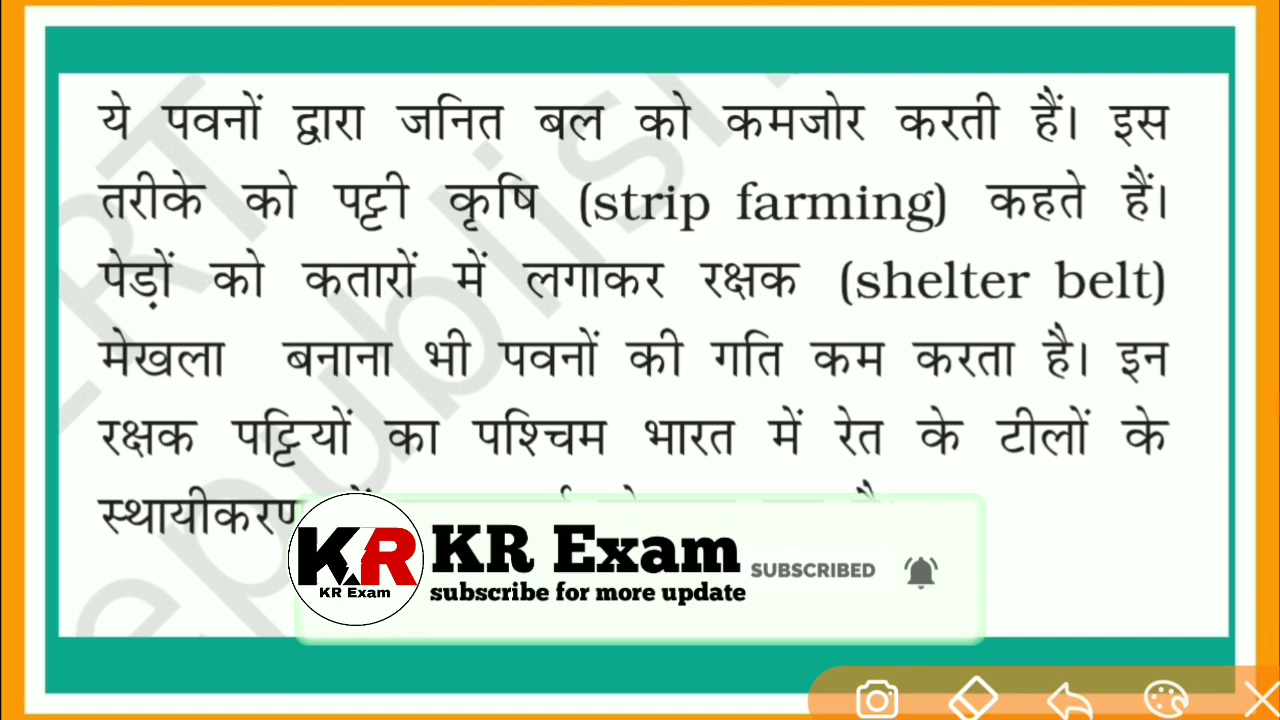 ये पवनों द्वारा जनित बल को कमजोर करती हैं। इस
तरीके को पट्टी कृषि (strip farming) कहते हैं।
पेड़ों को कतारों में लगाकर रक्षक (shelter belt)
मेखला बनाना भी पवनों की गति कम करता है। इन
रक्षक पट्टियों का पश्चिम भारत में रेत के टीलों के
स्थायीकरण
KR
KR Exam
KR Exam
subscribe for more update
SUBSCRIBED